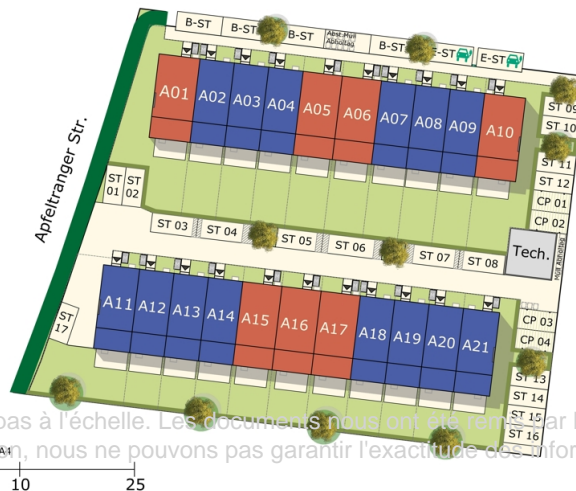 B-ST
B-ST
B-ST
Abst.Müll
Abholtag
B-ST
E-ST
E-ST
A01
A02
A03
A04
A05
A06
A07
A08
A09
A10
ST 09
ST 10
ST 11
ST 12
CP 01
CP 02
Apfeltranger Str.
ST
01
ST
02
ST 03
ST 04
ST 05
ST 06
ST 07
ST 08
Tech.
A11
A12
A13
A14
A15
A16
A17
A18
A19
A20
A21
CP 03
CP 04
ST
17
ST 13
ST 14
ST 15
ST 16
pas à l'échelle. Les documents nous ont été remis par
on, nous ne pouvons pas garantir l'exactitude des infor
A4
10
25